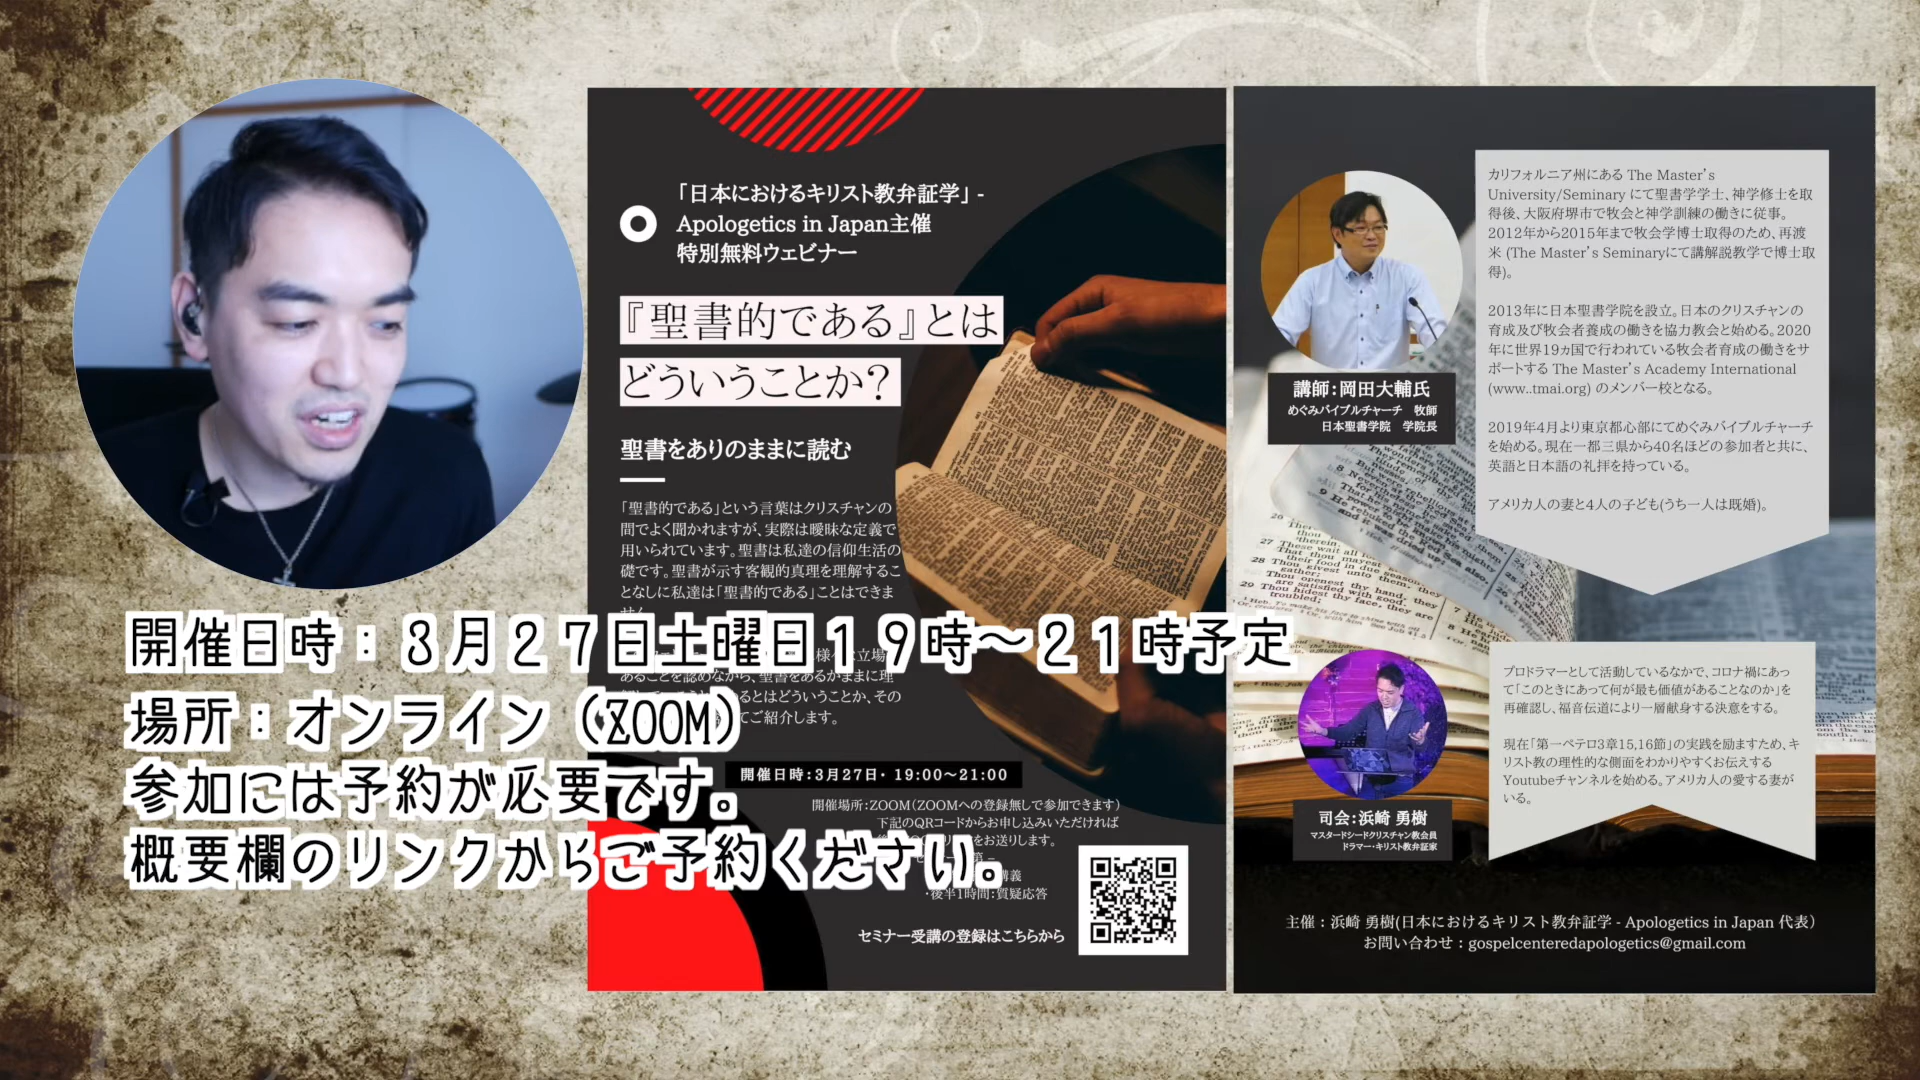 「日本におけるキリスト教弁証学」 -
Apologetics in Japan主催
特別無料ウェビナー
『聖書的である』とは
どういうことか?
聖書をありのままに読む
「聖書的である」という言葉はクリスチャンの
間でよく聞かれますが、実際は曖昧な定義で
用いられています。聖書は私達の信仰生活の
礎です。聖書が示す客観的真理を理解するこ
となしに私達は「聖書的である」ことはできま
開催日時：３月２７日土曜日１９時～２１時予定
場所：オンライン（ZOOM）
参加には予約が必要です。
概要欄のリンクからご予約ください。
あることを認めながら、聖書をあるがままに理
るとはどういうことか、その
てご紹介します。
開催日時：3月27日・ 19:00～21:00
開催場所：ZOOM（ZOOMへの登録無しで参加できます）
下記のQRコードからお申し込みいただければ
をお送りします。
講義
・後半1時間：質疑応答
セミナー受講の登録はこちらから
講師：岡田大輔氏
めぐみバイブルチャーチ 牧師
日本聖書学院 学院長
カリフォルニア州にある The Master's
University/Seminary にて聖書学学士、神学修士を取
得後、大阪府堺市で牧会と神学訓練の働きに従事。
2012年から2015年まで牧会学博士取得のため、再渡
米 (The Master's Seminaryにて講解説教学で博士取
得)。
2013年に日本聖書学院を設立。日本のクリスチャンの
育成及び牧会者養成の働きを協力教会と始める。2020
年に世界19ヵ国で行われている牧会者育成の働きをサ
ポートする The Master's Academy International
(www..tmai.org) のメンバー校となる。
2019年4月より東京都心部にてめぐみバイブルチャーチ
を始める。現在一都三県から40名ほどの参加者と共に、
英語と日本語の礼拝を持っている。
アメリカ人の妻と4人の子ども(うち一人は既婚)。
司会：浜崎 勇樹
マスタードシードクリスチャン教会員
ドラマー・キリスト教弁証家
プロドラマーとして活動しているなかで、コロナ禍にあっ
て「このときにあって何が最も価値があることなのか」を
再確認し、福音伝道により一層献身する決意をする。
現在「第一ペテロ3章15,16節」の実践を励ますため、キ
リスト教の理性的な側面をわかりやすくお伝えする
Youtubeチャンネルを始める。アメリカ人の愛する妻が
いる。
主催：浜崎 勇樹(日本におけるキリスト教弁証学 - Apologetics in Japan 代表)
お問い合わせ：gospelcenteredapologetics@gmail.com